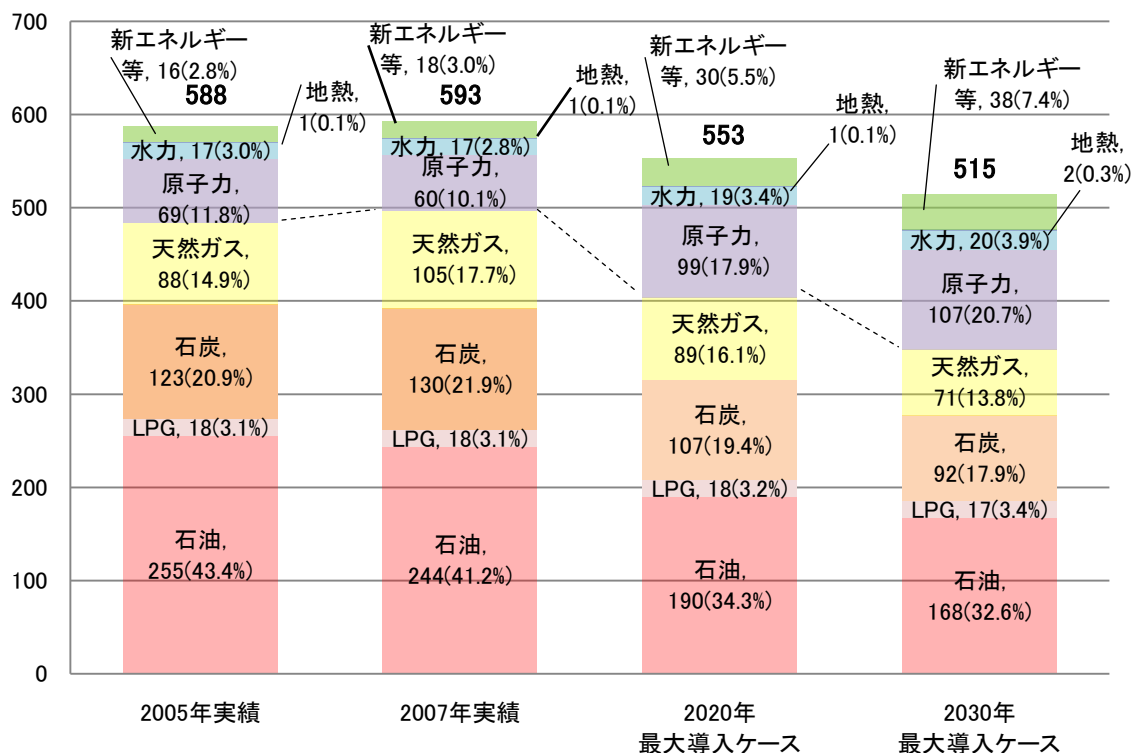 700
600
500
400
300
200
100
0
新エネルギー
等, 16(2.8%)
588
地熱,
1(0.1%)
水力, 17(3.0%)
原子力,
69(11.8%)
天然ガス,
88(14.9%)
石炭,
123(20.9%)
LPG, 18(3.1%)
石油,
255(43.4%)
2005年実績
新エネルギー
等, 18(3.0%)
593
地熱,
1(0.1%)
水力, 17(2.8%)
原子力,
60(10.1%)
天然ガス,
105(17.7%)
石炭,
130(21.9%)
LPG, 18(3.1%)
石油,
244(41.2%)
2007年実績
新エネルギー
等, 30(5.5%)
553
地熱,
1(0.1%)
水力, 19(3.4%)
原子力,
99(17.9%)
天然ガス,
89(16.1%)
石炭,
107(19.4%)
LPG, 18(3.2%)
石油,
190(34.3%)
2020年
最大導入ケース
新エネルギー
等, 38(7.4%)
515
地熱,
2(0.3%)
水力, 20(3.9%)
原子力,
107(20.7%)
天然ガス,
71(13.8%)
石炭,
92(17.9%)
LPG, 17(3.4%)
石油,
168(32.6%)
2030年
最大導入ケース